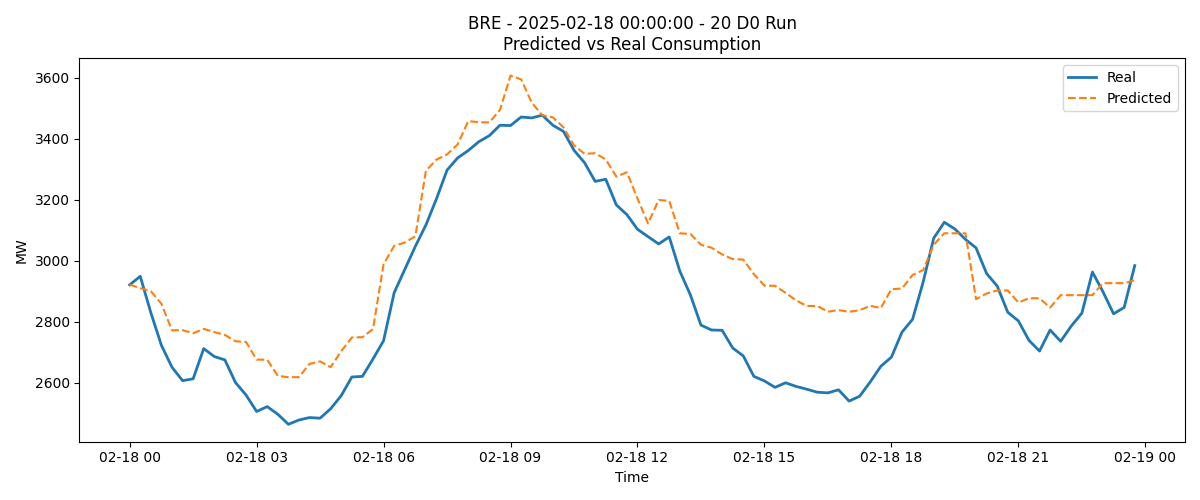 BRE - 2025-02-18 00:00:00 - 20 D0 Run
Predicted vs Real Consumption
Real
Predicted
MW
3600
3400
3200
3000
2800
2600
02-18 00
02-18 03
02-18 06
02-18 09
02-18 12
02-18 15
02-18 18
02-18 21
02-19 00
Time